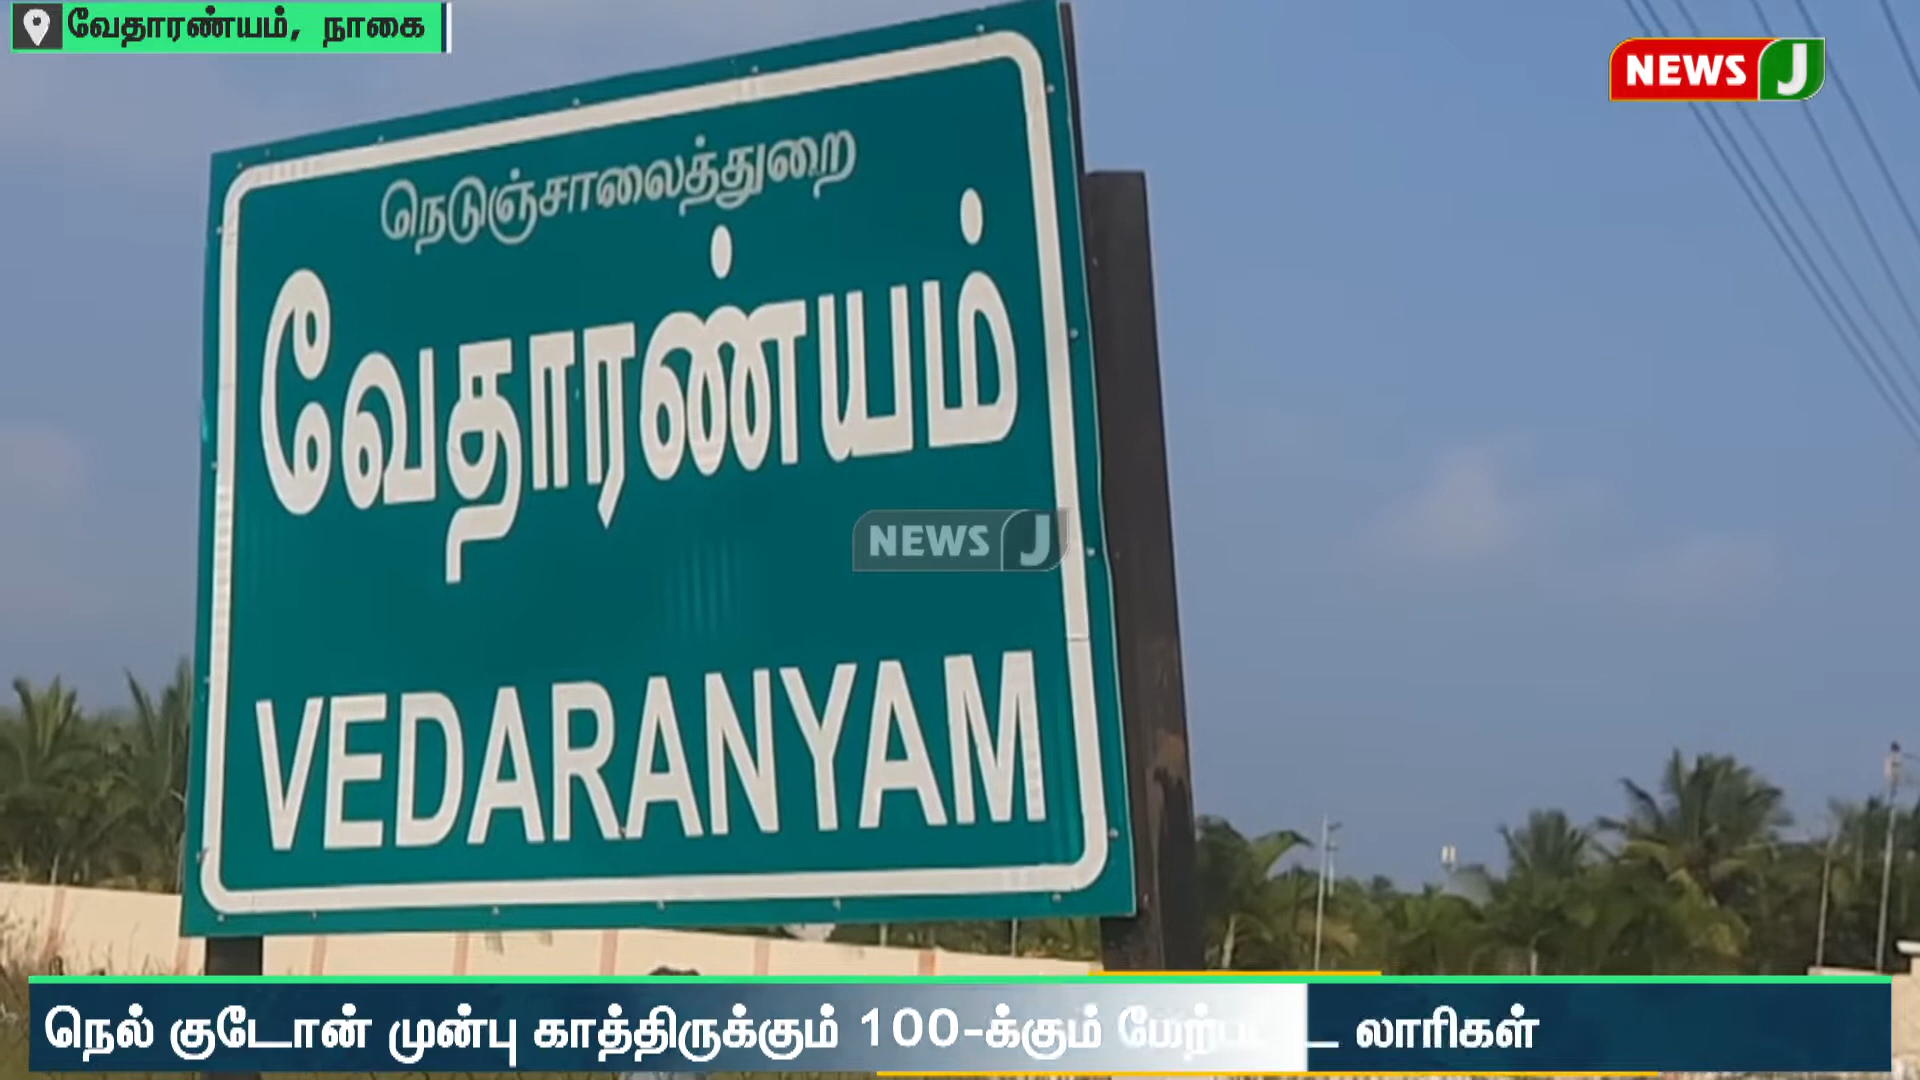 வேதாரண்யம், நாகை
NEWS J
நெடுஞ்சாலைத்துறை
வேதாரண்யம்
NEWS J
VEDARANYAM
நெல் குடோன் முன்பு காத்திருக்கும் 100-க்கும் லாரிகள்